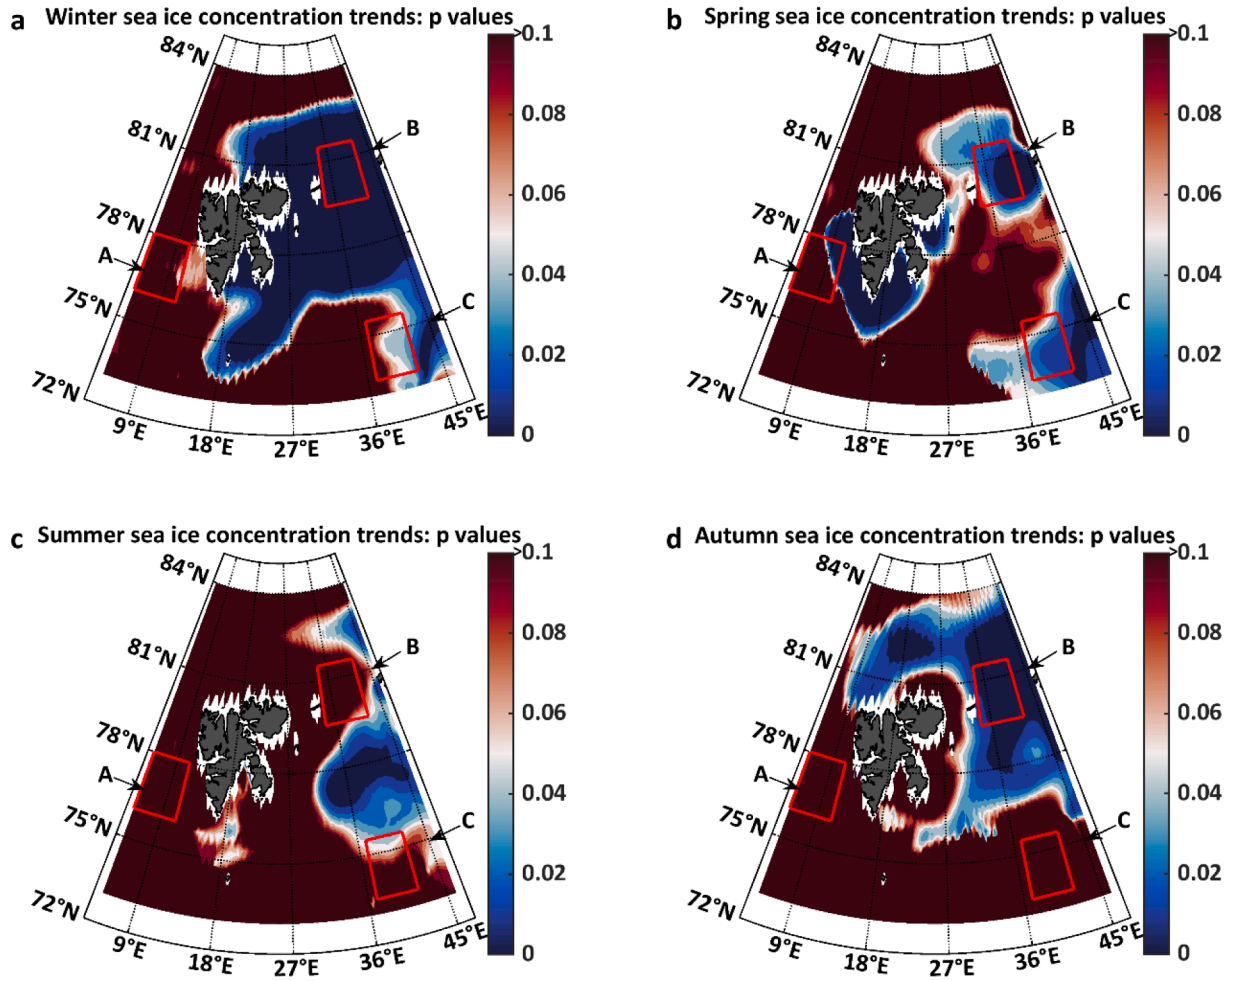 a Winter sea ice concentration trends: p values
84°N
81°N
78°N
75°N
72°N
9°E
18°E
27°E
36°E
45°E
A
B
C
>0.1
0.08
0.06
0.04
0.02
0
b Spring sea ice concentration trends: p values
84°N
81°N
78°N
75°N
72°N
9°E
18°E
27°E
36°E
45°E
A
B
C
>0.1
0.08
0.06
0.04
0.02
0
c Summer sea ice concentration trends: p values
84°N
81°N
78°N
75°N
72°N
9°E
18°E
27°E
36°E
45°E
A
B
C
>0.1
0.08
0.06
0.04
0.02
0
d Autumn sea ice concentration trends: p values
84°N
81°N
78°N
75°N
72°N
9°E
18°E
27°E
36°E
45°E
A
B
C
>0.1
0.08
0.06
0.04
0.02
0